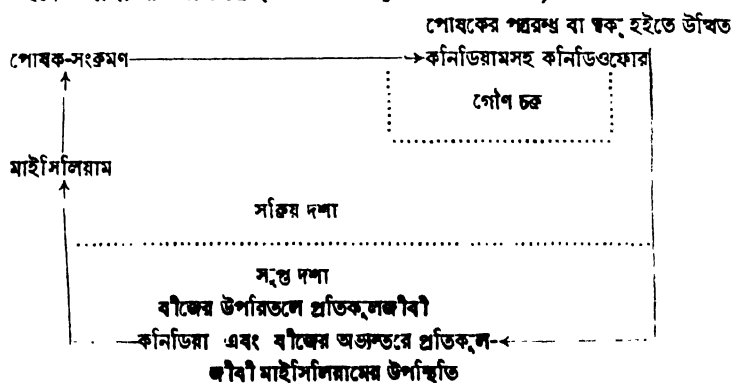 পোষকের পত্ররন্ধ্র বা ত্বক্ হইতে উত্থিত
পোষক-সংক্রমণ কনিডিয়ামসহ কনিডিওফোর
গৌণ চক্র
মাইসিলিয়াম
সক্রিয় দশা
সুপ্ত দশা
বীজের উপরিতলে প্রতিকূলজীবী
কনিডিয়া এবং বীজের অভ্যন্তরে প্রতিকূল-
জীবী মাইসিলিয়ামের উপস্থিতি